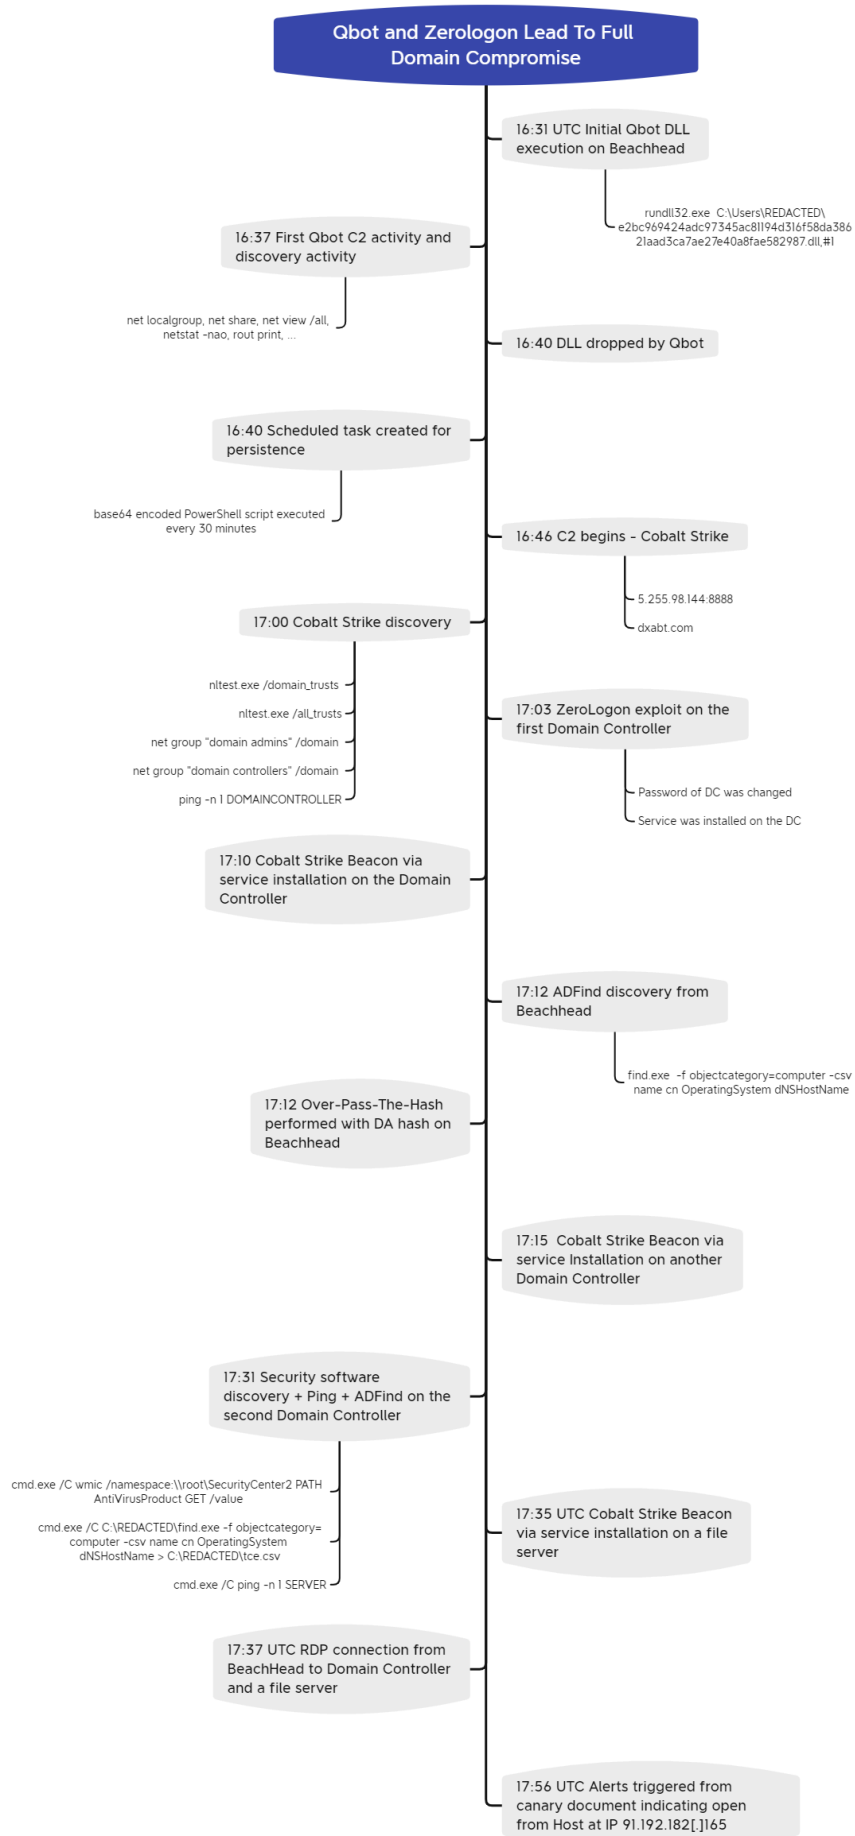 Qbot and Zerologon Lead To Full
Domain Compromise
16:31 UTC Initial Qbot DLL
execution on Beachhead
rundll32.exe  C:\Users\REDACTED\
e2bc969424adc97345ac81194d316f58da386
21aad3ca7ae27e40a8fae582987.dll,#1
16:37 First Qbot C2 activity and
discovery activity
net localgroup, net share, net view /all,
netstat -nao, rout print, ...
16:40 DLL dropped by Qbot
16:40 Scheduled task created for
persistence
base64 encoded PowerShell script executed
every 30 minutes
16:46 C2 begins - Cobalt Strike
5.255.98.144:8888
dxabt.com
17:00 Cobalt Strike discovery
nltest.exe /domain_trusts
nltest.exe /all_trusts
net group "domain admins" /domain
net group "domain controllers" /domain
ping -n 1 DOMAINCONTROLLER
17:03 ZeroLogon exploit on the
first Domain Controller
Password of DC was changed
Service was installed on the DC
17:10 Cobalt Strike Beacon via
service installation on the Domain
Controller
17:12 ADFind discovery from
Beachhead
find.exe  -f objectcategory=computer -csv
name cn OperatingSystem dNSHostName
17:12 Over-Pass-The-Hash
performed with DA hash on
Beachhead
17:15  Cobalt Strike Beacon via
service Installation on another
Domain Controller
17:31 Security software
discovery + Ping + ADFind on the
second Domain Controller
cmd.exe /C wmic /namespace:\\root\SecurityCenter2 PATH
AntiVirusProduct GET /value
cmd.exe /C C:\REDACTED\find.exe -f objectcategory=
computer -csv name cn OperatingSystem
dNSHostName > C:\REDACTED\tce.csv
cmd.exe /C ping -n 1 SERVER
17:35 UTC Cobalt Strike Beacon
via service installation on a file
server
17:37 UTC RDP connection from
BeachHead to Domain Controller
and a file server
17:56 UTC Alerts triggered from
canary document indicating open
from Host at IP 91.192.182[.]165